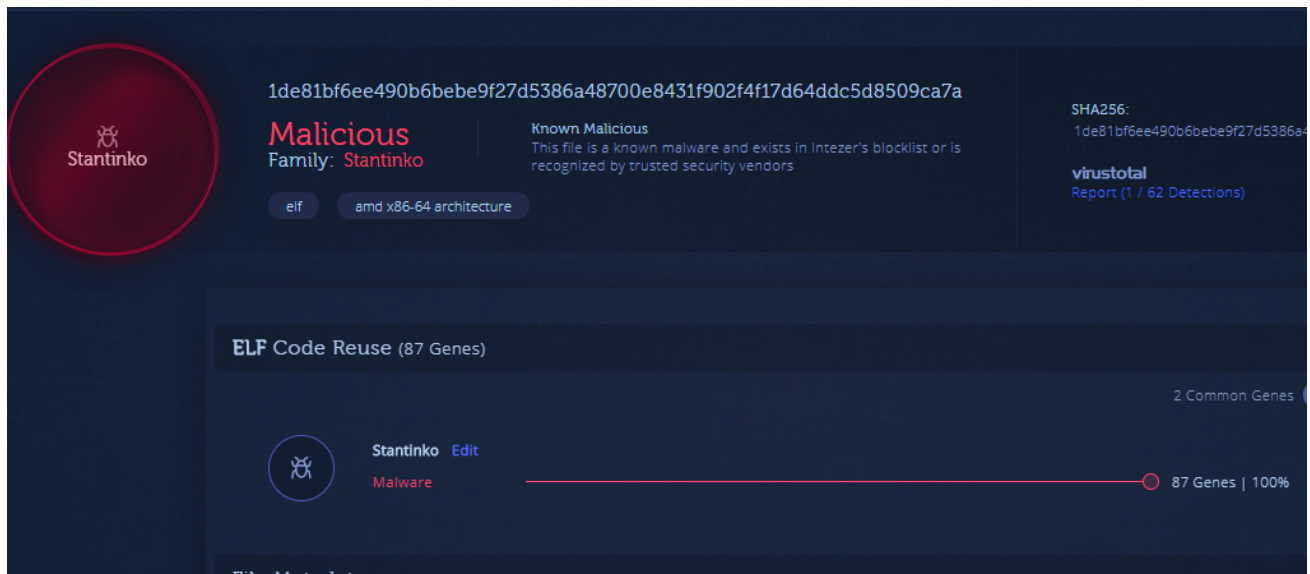 1de81bf6ee490b6bebe9f27d5386a48700e8431f902f4f17d64ddc5d8509ca7a
Stantinko
Malicious
Family: Stantinko
Known Malicious
This file is a known malware and exists in Intezer's blocklist or is
recognized by trusted security vendors
elf
amd x86-64 architecture
SHA256:
1de81bf6ee490b6bebe9f27d5386a4
virustotal
Report (1 / 62 Detections)
ELF Code Reuse (87 Genes)
2 Common Genes
Stantinko Edit
Malware
87 Genes | 100%